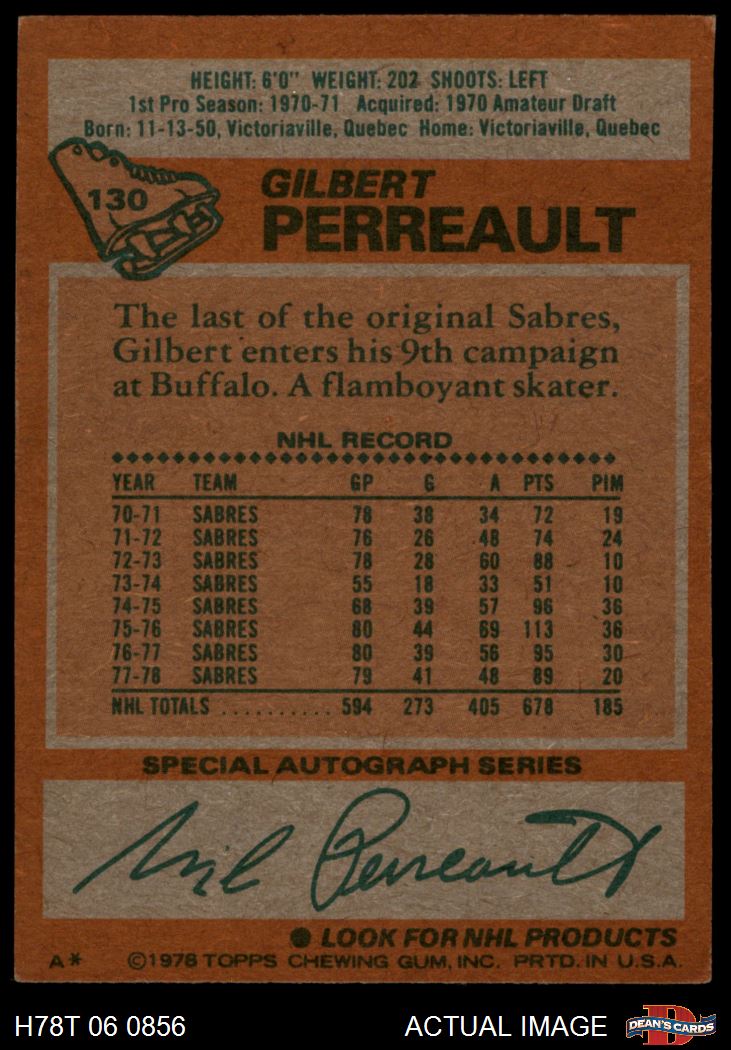 HEIGHT: 6'0" WEIGHT: 202 SHOOTS: LEFT
1st Pro Season: 1970-71 Acquired: 1970 Amateur Draft
Born: 11-13-50, Victoriaville, Quebec Home: Victoriaville, Quebec
130
GILBERT
PERREAULT
The last of the original Sabres,
Gilbert enters his 9th campaign
at Buffalo. A flamboyant skater.
NHL RECORD
YEAR TEAM GP G A PTS PIM
70-71 SABRES 78 38 34 72 19
71-72 SABRES 76 26 48 74 24
72-73 SABRES 78 28 60 88 10
73-74 SABRES 55 18 33 51 10
74-75 SABRES 68 39 57 96 36
75-76 SABRES 80 44 69 113 36
76-77 SABRES 80 39 56 95 30
77-78 SABRES 79 41 48 89 20
NHL TOTALS .......... 594 273 405 678 185
SPECIAL AUTOGRAPH SERIES
Gil Perreault
● LOOK FOR NHL PRODUCTS
A* ©1978 TOPPS CHEWING GUM, INC. PRTD. IN U.S.A.
H78T 06 0856 ACTUAL IMAGE DEAN'S CARDS